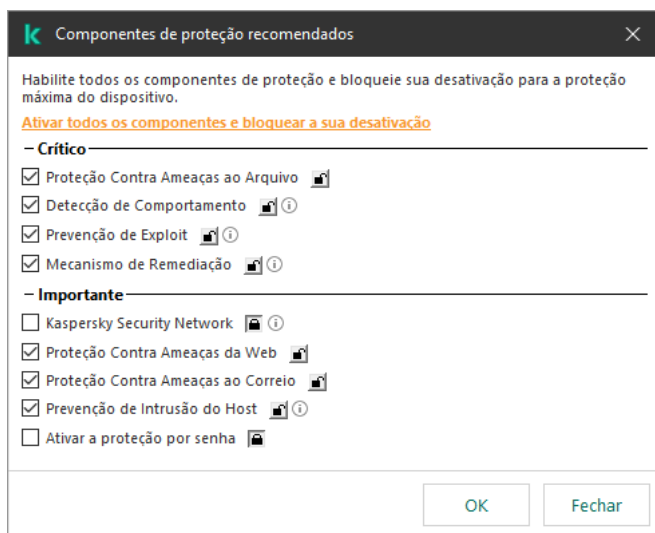 Componentes de proteção recomendados
Habilite todos os componentes de proteção e bloqueie sua desativação para a proteção
máxima do dispositivo.
Ativar todos os componentes e bloquear a sua desativação
Crítico
Proteção Contra Ameaças ao Arquivo
Detecção de Comportamento
Prevenção de Exploit
Mecanismo de Remediação
Importante
Kaspersky Security Network
Proteção Contra Ameaças da Web
Proteção Contra Ameaças ao Correio
Prevenção de Intrusão do Host
Ativar a proteção por senha
OK
Fechar